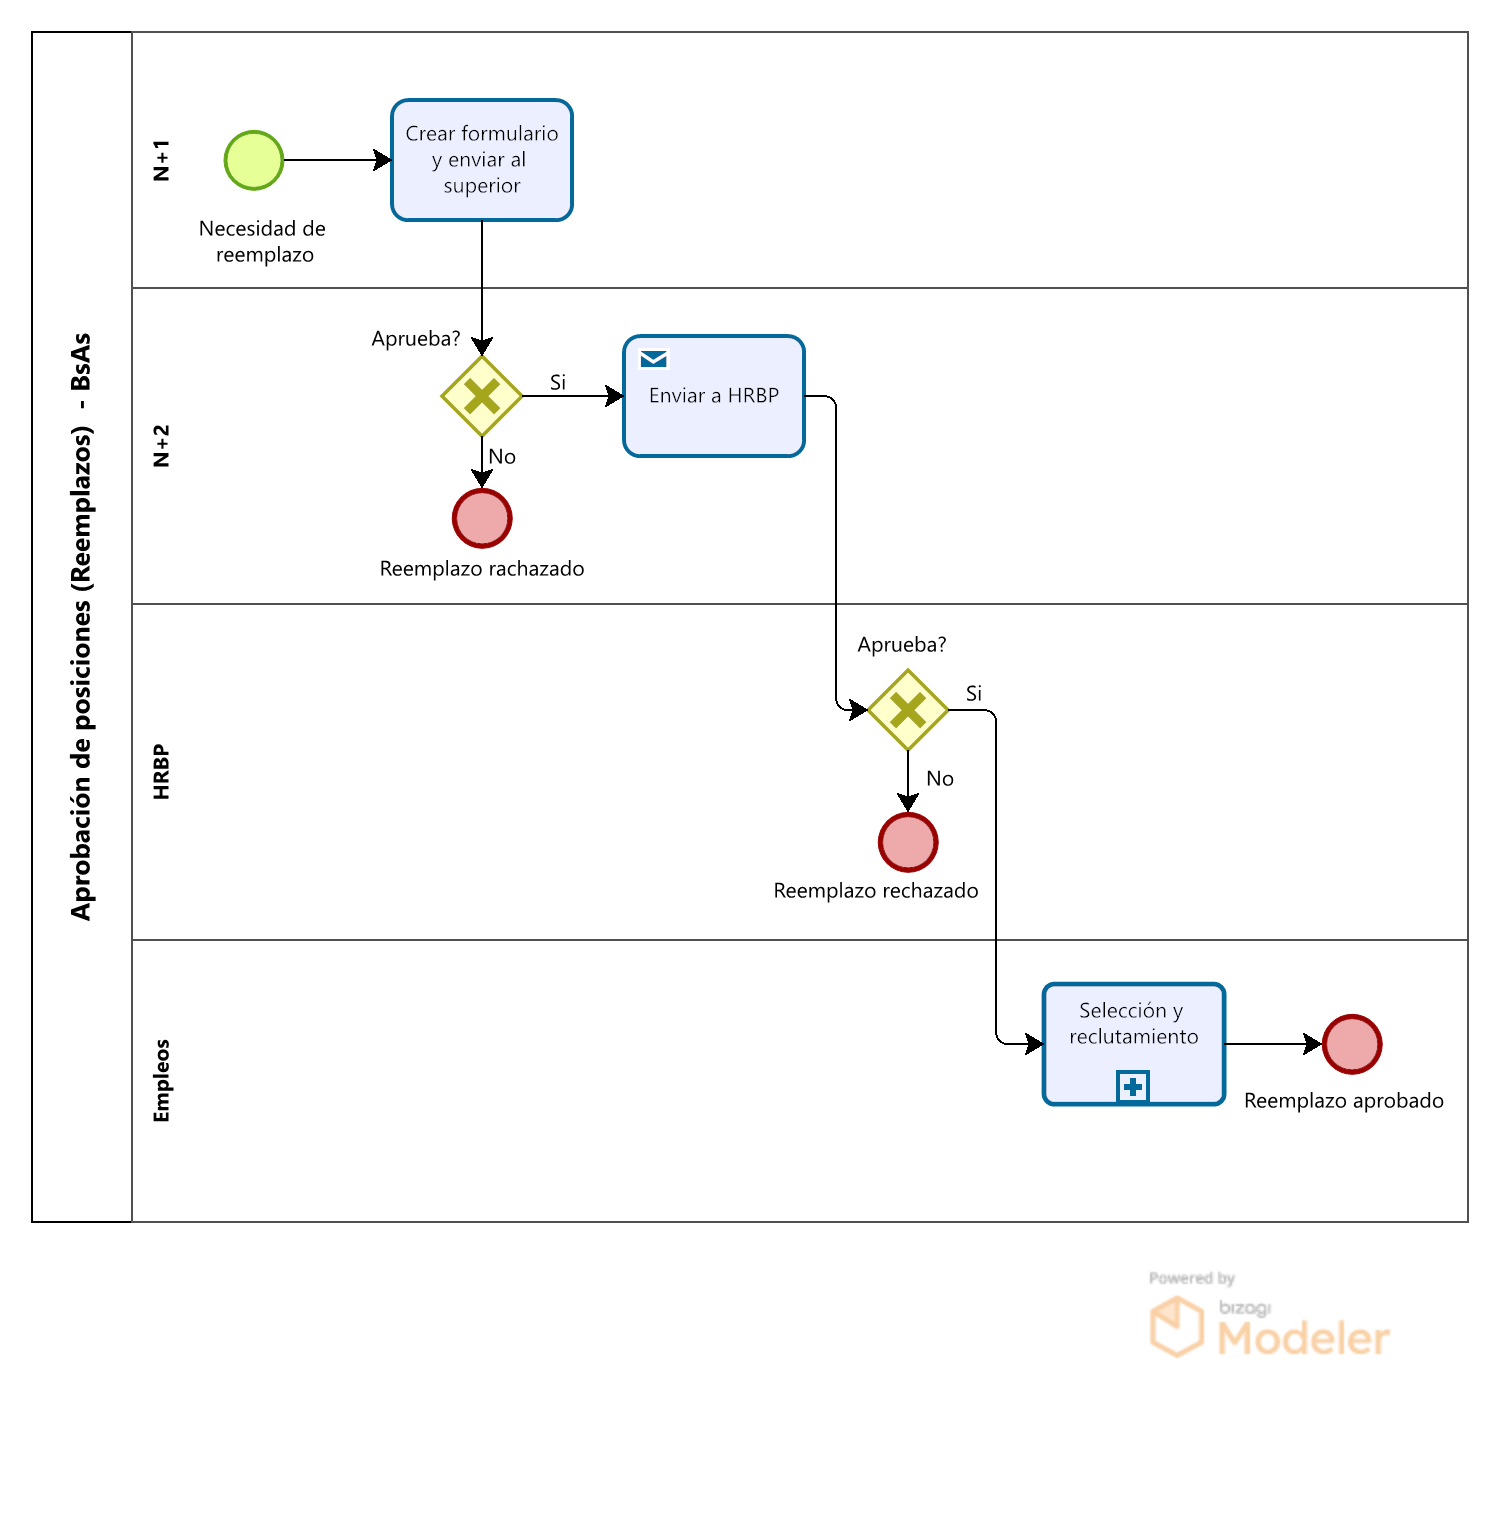 Aprobación de posiciones (Reemplazos) - BsAs
N+1
Necesidad de
reemplazo
Crear formulario
y enviar al
superior
N+2
Aprueba?
Si
No
Reemplazo rachazado
Enviar a HRBP
HRBP
Aprueba?
Si
No
Reemplazo rechazado
Empleos
Selección y
reclutamiento
Reemplazo aprobado
Powered by
bizagi
Modeler